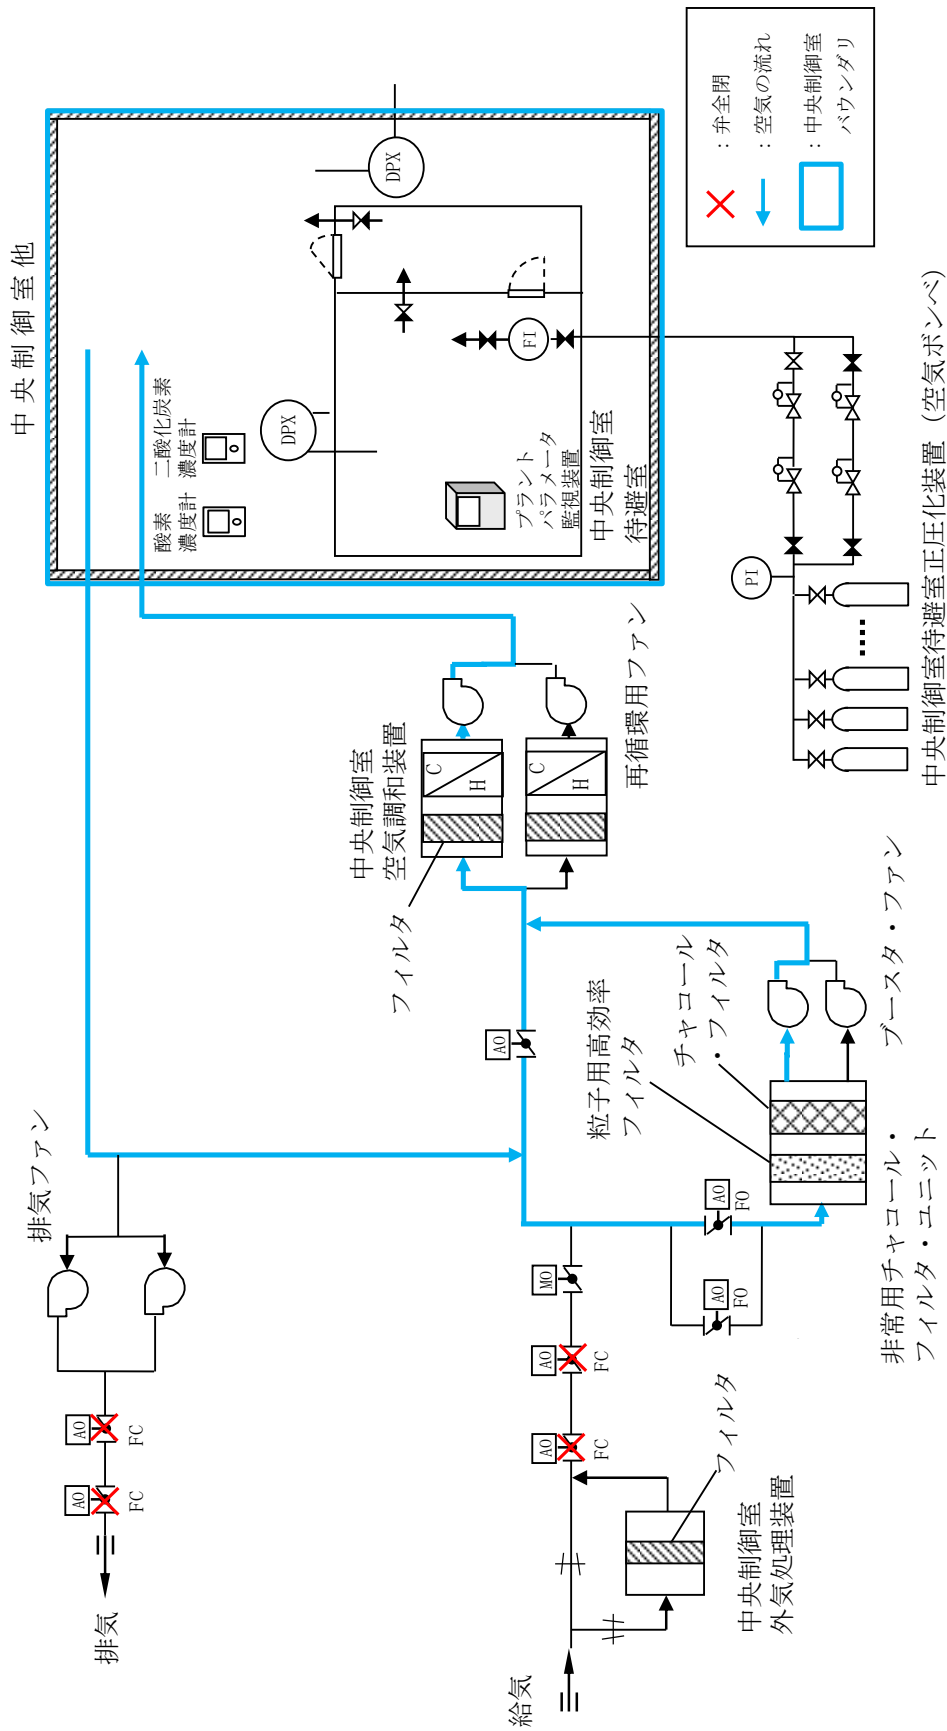 中央制御室他
酸素
濃度計
二酸化炭素
濃度計
DPX
DPX
FI
プラント
パラメータ
監視装置
中央制御室
待避室
：弁全閉
：空気の流れ
：中央制御室
バウンダリ
排気ファン
排気
AO
FC
AO
FC
中央制御室
空気調和装置
フィルタ
C
H
C
H
再循環用ファン
AO
粒子用高効率
フィルタ
チャコール
・フィルタ
ブースタ・ファン
AO
FO
AO
FO
非常用チャコール・
フィルタ・ユニット
MO
AO
FC
AO
FC
給気
フィルタ
中央制御室
外気処理装置
PI
中央制御室待避室正圧化装置（空気ボンベ）